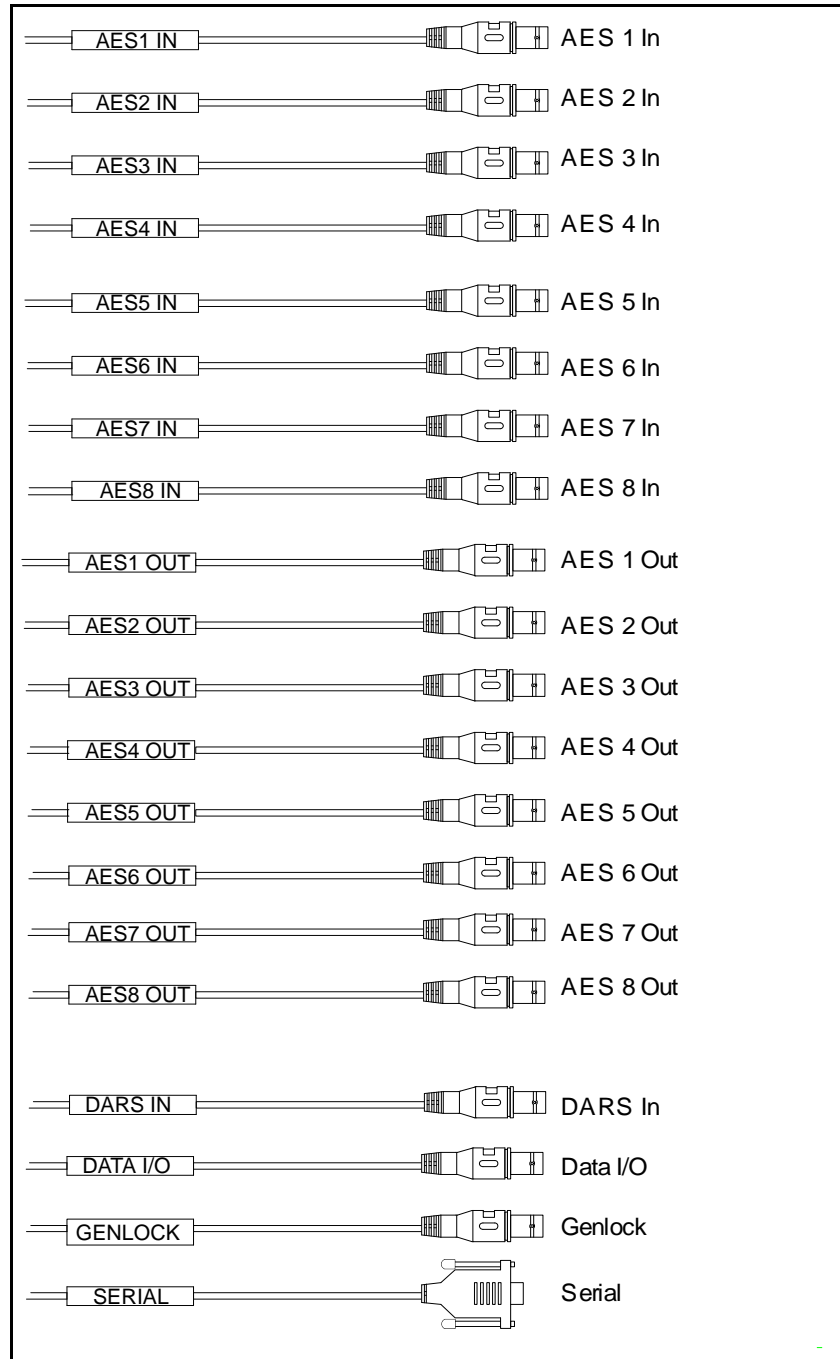 AES1 IN AES 1 In
AES2 IN AES 2 In
AES3 IN AES 3 In
AES4 IN AES 4 In
AES5 IN AES 5 In
AES6 IN AES 6 In
AES7 IN AES 7 In
AES8 IN AES 8 In
AES1 OUT AES 1 Out
AES2 OUT AES 2 Out
AES3 OUT AES 3 Out
AES4 OUT AES 4 Out
AES5 OUT AES 5 Out
AES6 OUT AES 6 Out
AES7 OUT AES 7 Out
AES8 OUT AES 8 Out
DARS IN DARS In
DATA I/O Data I/O
GENLOCK Genlock
SERIAL Serial